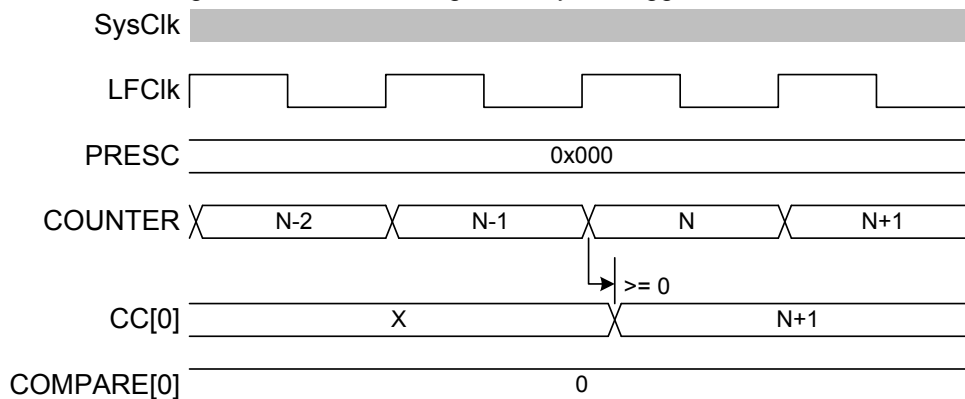 SysClk
LFClk
PRESC 0x000
COUNTER N-2 N-1 N N+1
>= 0
CC[0] X N+1
COMPARE[0] 0